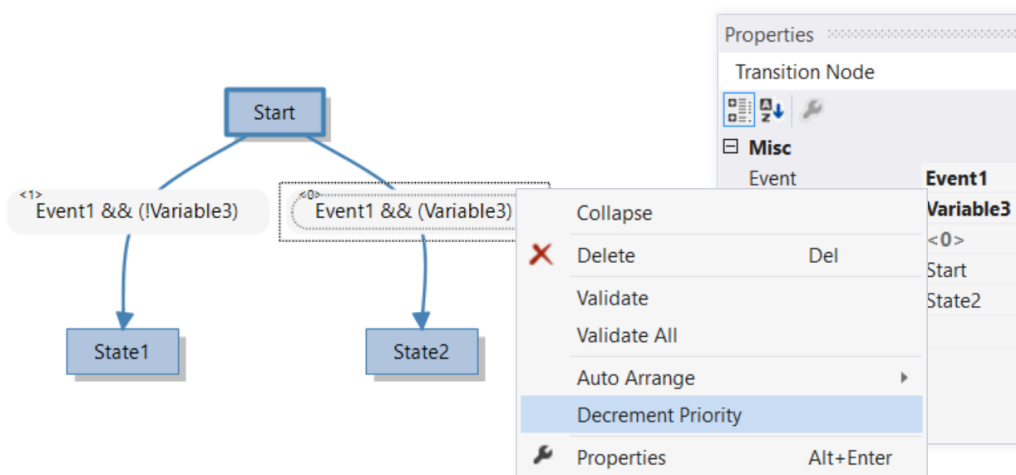 Properties
Transition Node
Start
Misc
Event Event1
<1>
Event1 && (!Variable3)
<0>
Event1 && (Variable3)
Variable3
<0>
Start
State2
Collapse
Delete Del
Validate
Validate All
State1
State2
Auto Arrange
Decrement Priority
Properties Alt+Enter